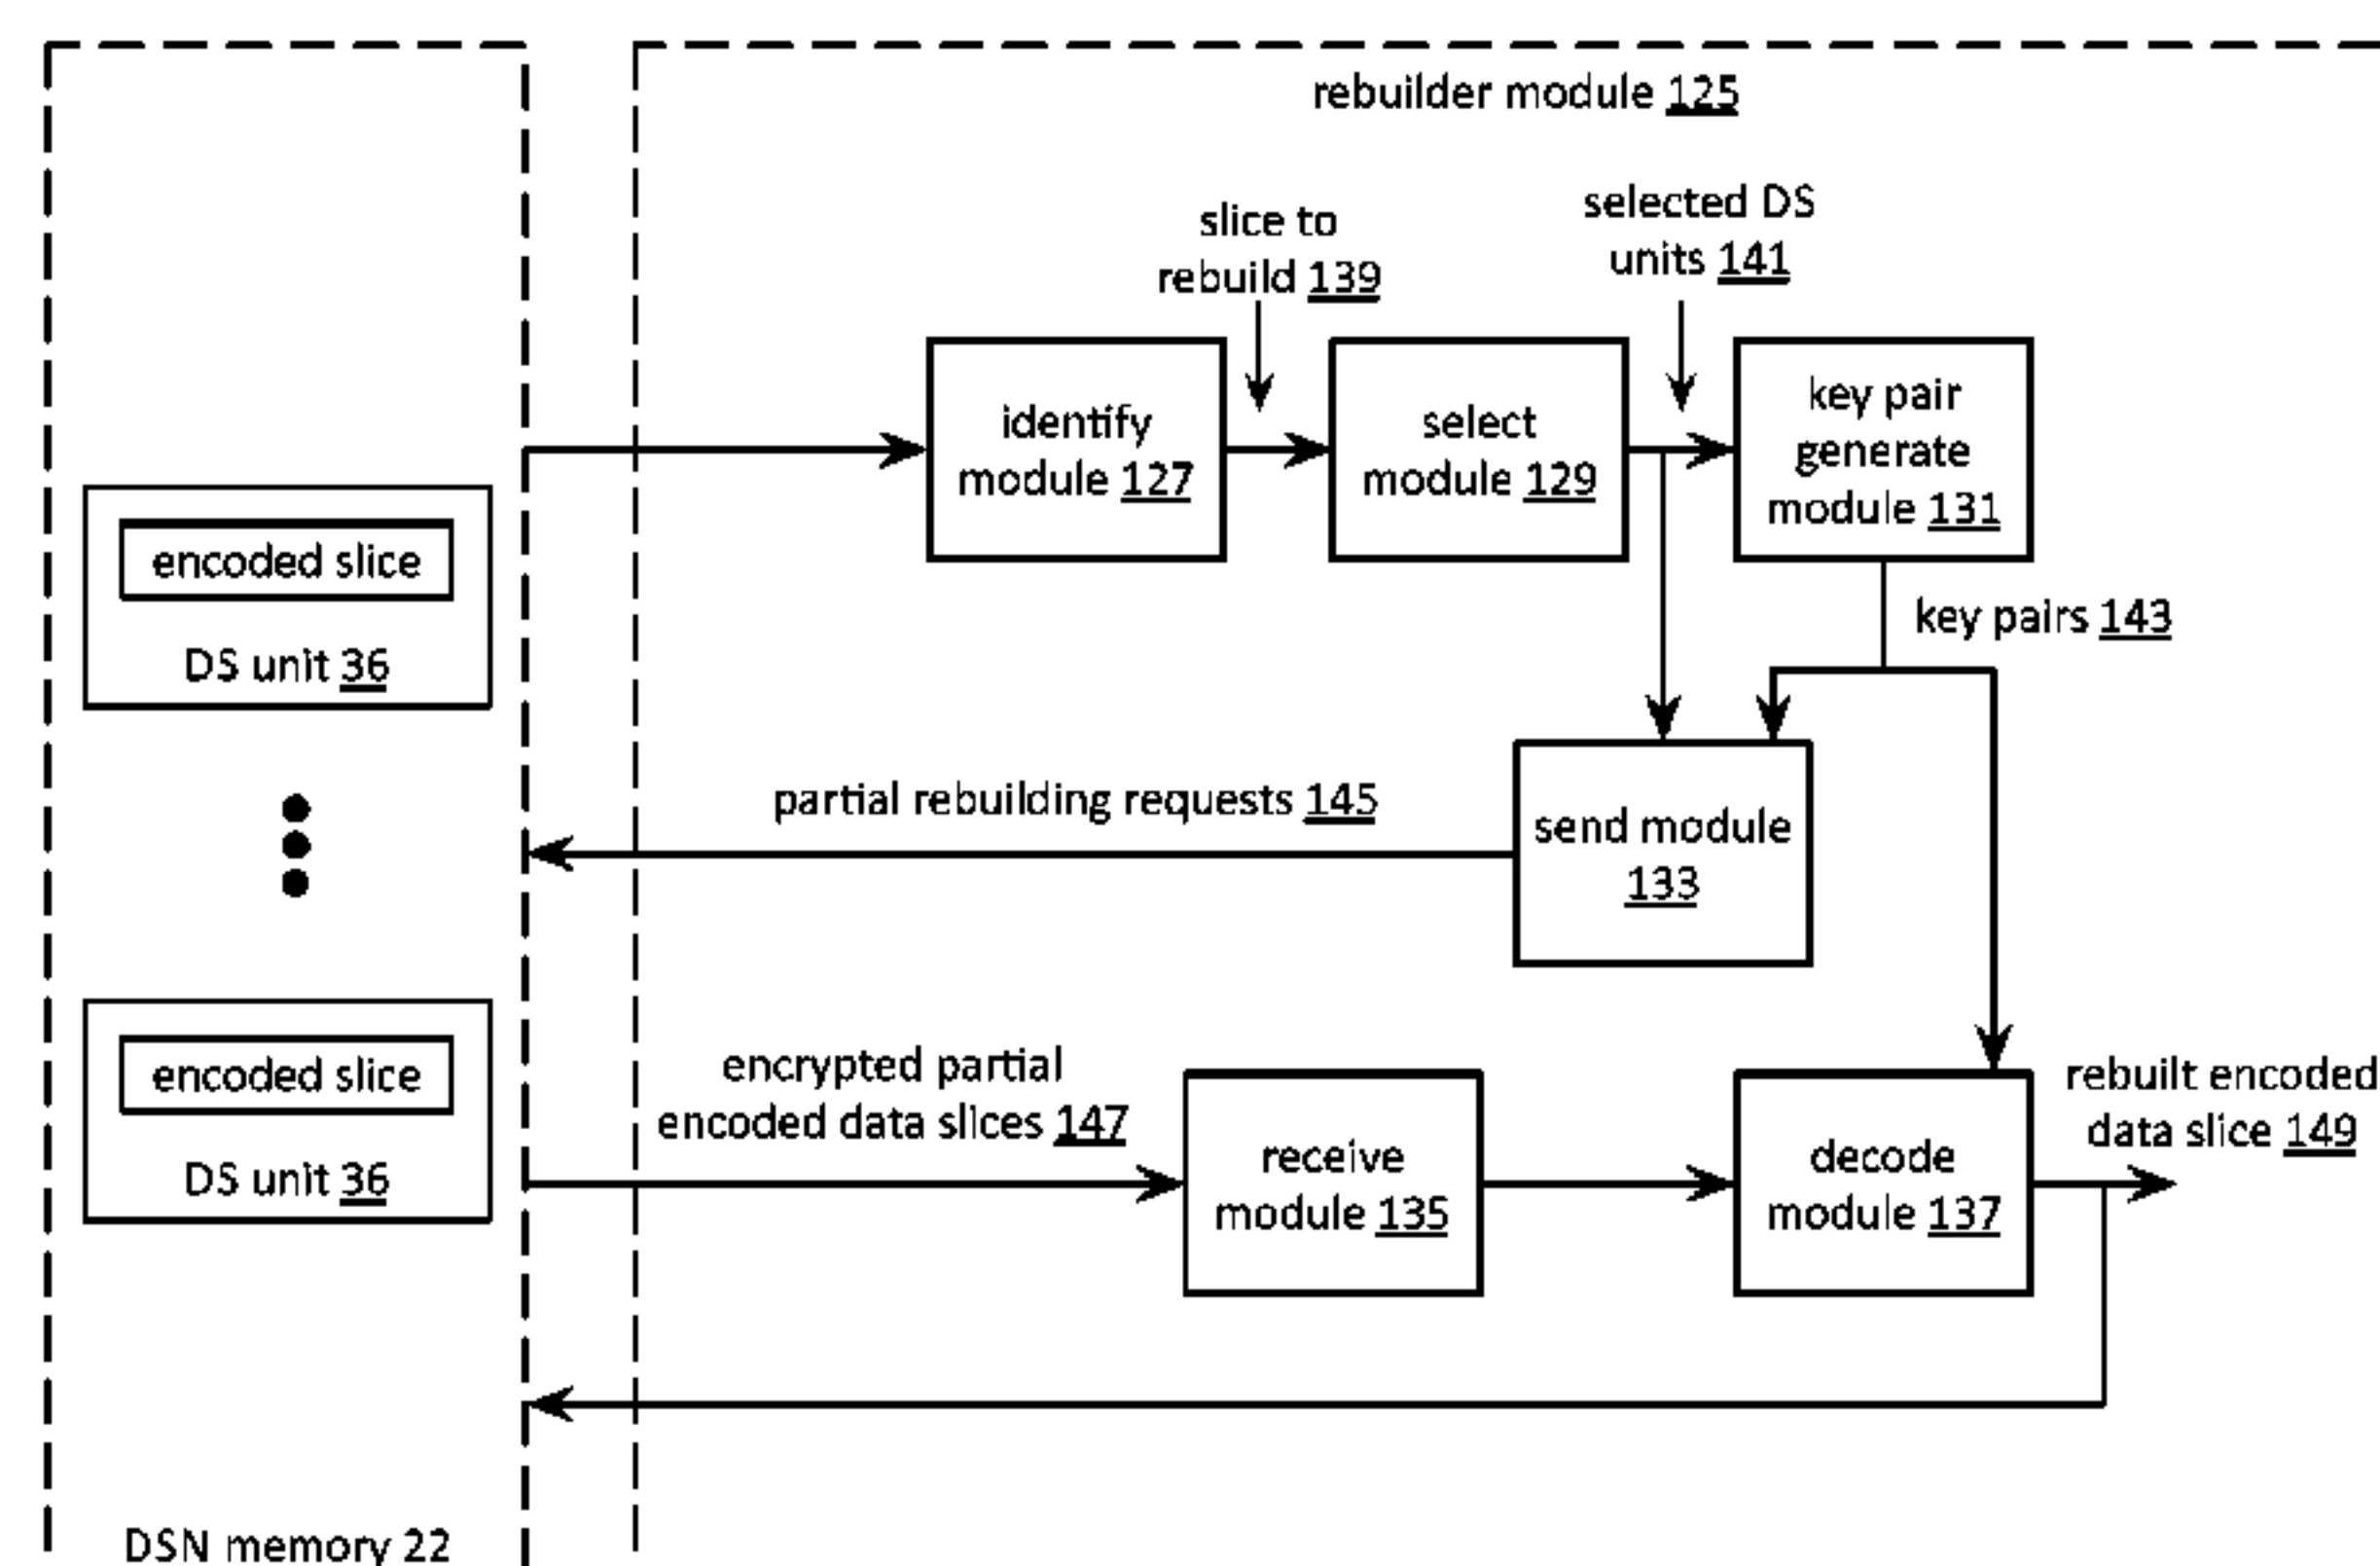 rebuilder module 125
slice to
rebuild 139
selected DS
units 141
identify
module 127
select
module 129
key pair
generate
module 131
encoded slice
DS unit 36
key pairs 143
partial rebuilding requests 145
send module
133
encoded slice
DS unit 36
encrypted partial
encoded data slices 147
receive
module 135
decode
module 137
rebuilt encoded
data slice 149
DSN memory 22